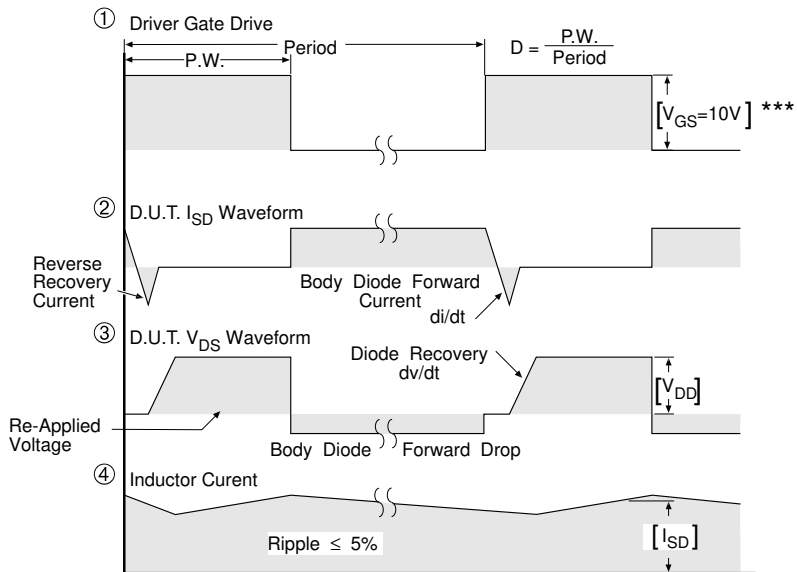 ① Driver Gate Drive
P.W.
Period
D = P.W.
Period
[VGS=10V] ***
② D.U.T. ISD Waveform
Reverse
Recovery
Current
Body Diode Forward
Current
di/dt
③ D.U.T. VDS Waveform
Diode Recovery
dv/dt
[VDD]
Re-Applied
Voltage
Body Diode Forward Drop
④ Inductor Curent
Ripple ≤ 5%
[ISD]